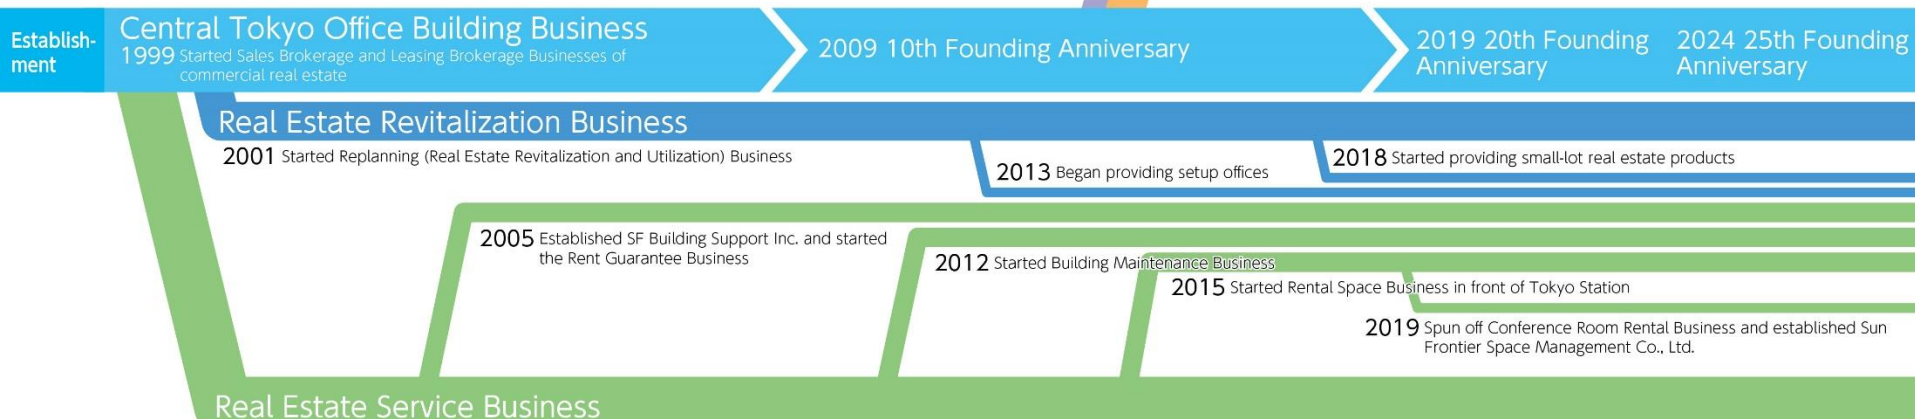 Establish-
ment
Central Tokyo Office Building Business
1999 Started Sales Brokerage and Leasing Brokerage Businesses of
commercial real estate
2009 10th Founding Anniversary
2019 20th Founding
Anniversary
2024 25th Founding
Anniversary
Real Estate Revitalization Business
2001 Started Replanning (Real Estate Revitalization and Utilization) Business
2013 Began providing setup offices
2018 Started providing small-lot real estate products
2005 Established SF Building Support Inc. and started
the Rent Guarantee Business
2012 Started Building Maintenance Business
2015 Started Rental Space Business in front of Tokyo Station
2019 Spun off Conference Room Rental Business and established Sun
Frontier Space Management Co., Ltd.
Real Estate Service Business